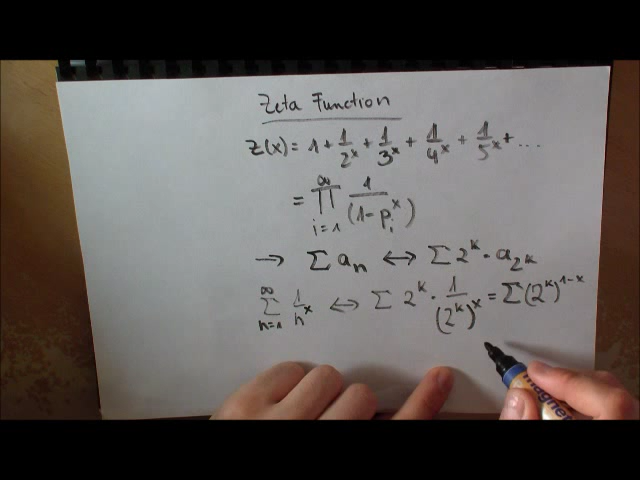 Zeta Function
Z(x) = 1 + 1/2^x + 1/3^x + 1/4^x + 1/5^x + ...
= ∏_{i=1}^{∞} 1/(1-p_i^x)
→ Σ a_n ↔ Σ 2^k · a_{2^k}
Σ_{n=1}^{∞} 1/n^x ↔ Σ 2^k · 1/(2^k)^x = Σ(2^k)^{1-x}